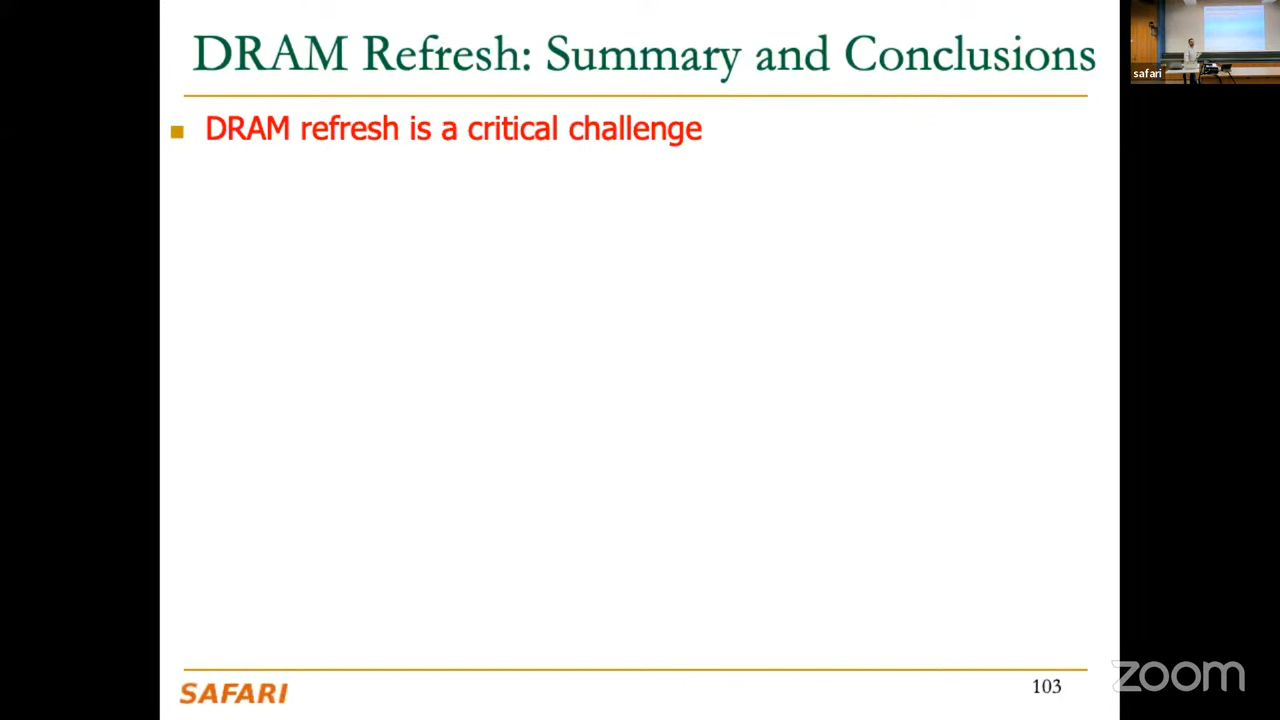 DRAM Refresh: Summary and Conclusions
safari
DRAM refresh is a critical challenge
SAFARI
103
zoom